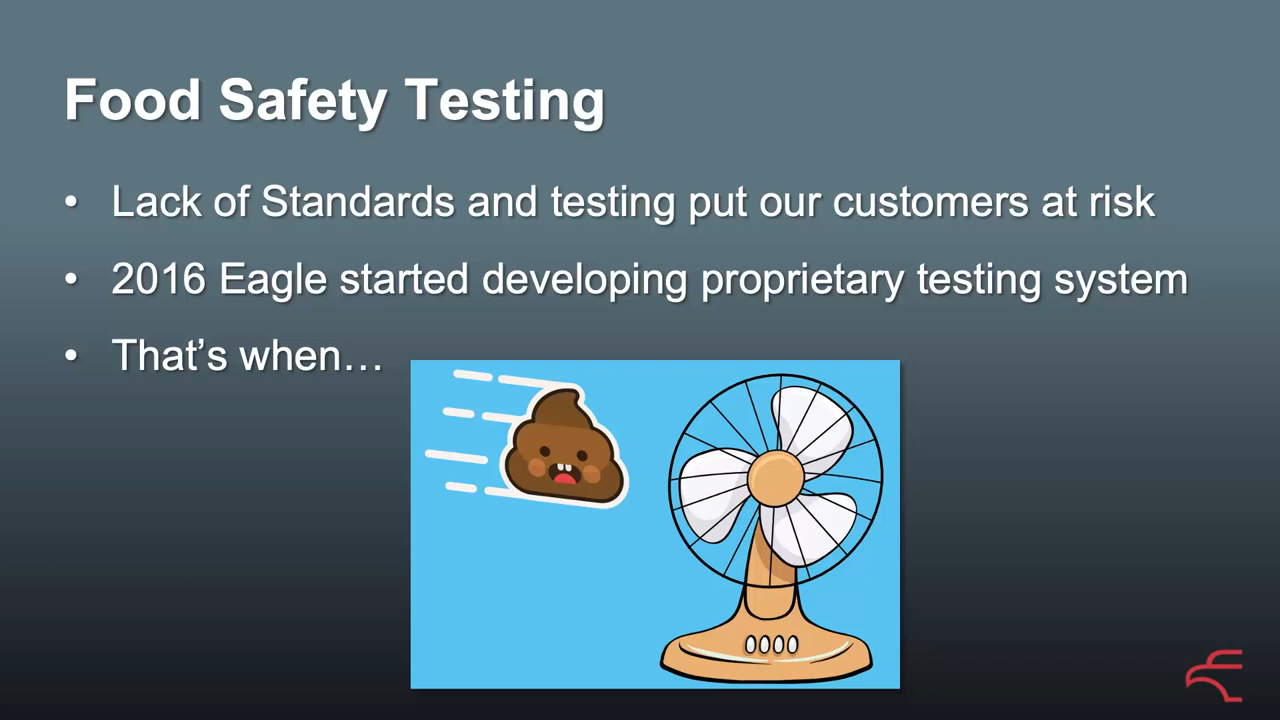 Food Safety Testing
• Lack of Standards and testing put our customers at risk
• 2016 Eagle started developing proprietary testing system
• That’s when…